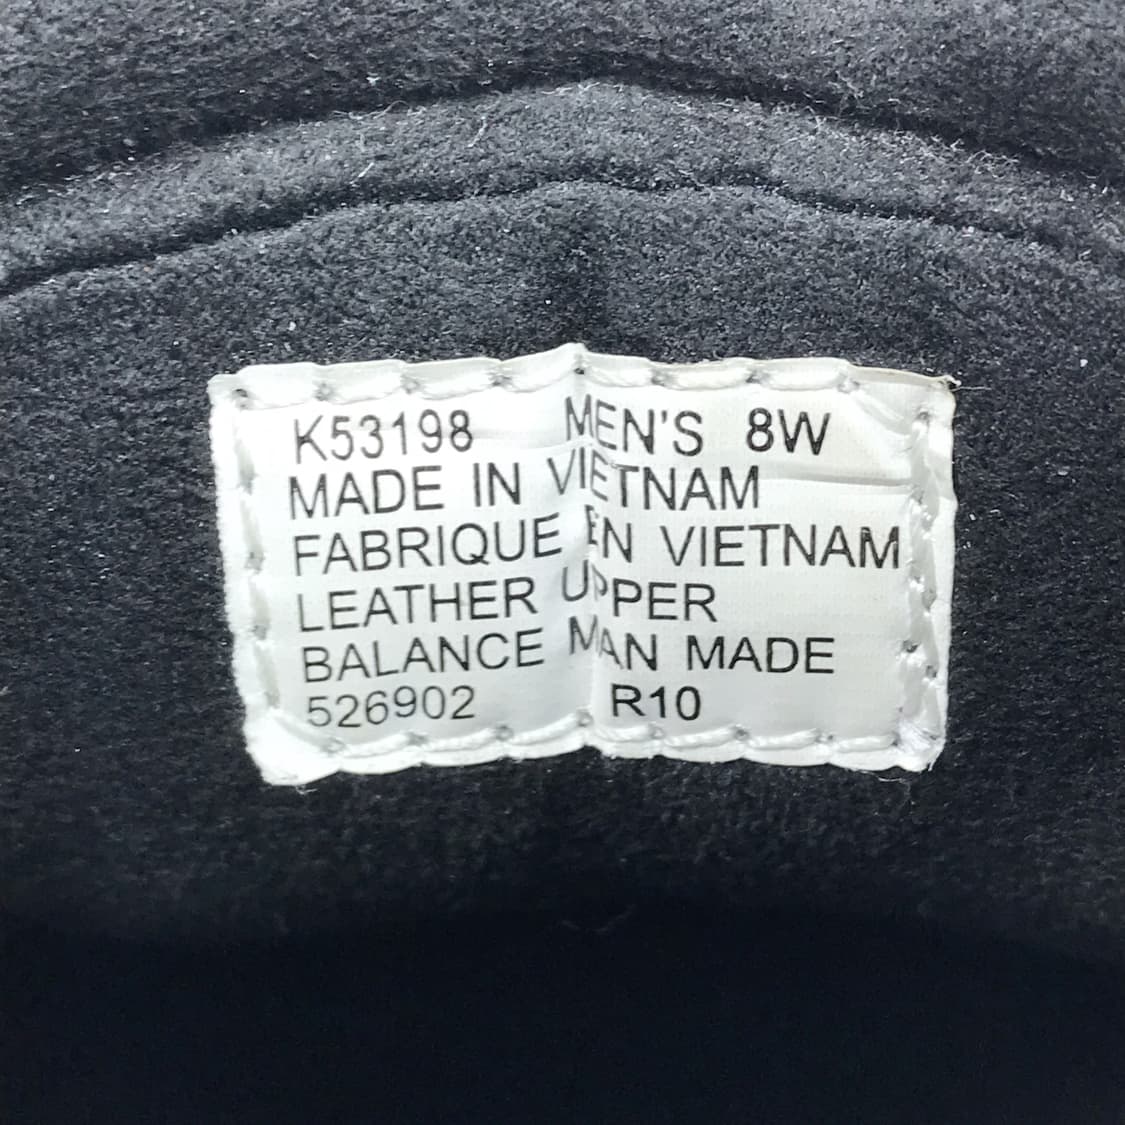 K53198 MEN'S 8W
MADE IN VIETNAM
FABRIQUE EN VIETNAM
LEATHER UPPER
BALANCE MAN MADE
526902 R10